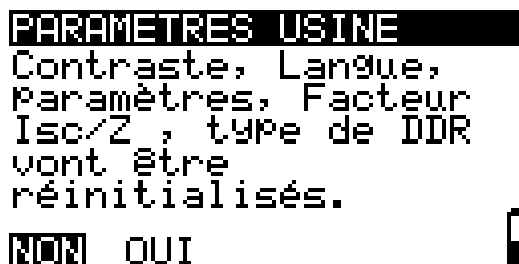 PARAMETRES USINE
Contraste, Langue,
paramètres, Facteur
Isc/Z , type de DDR
vont être
réinitialisés.
NON OUI